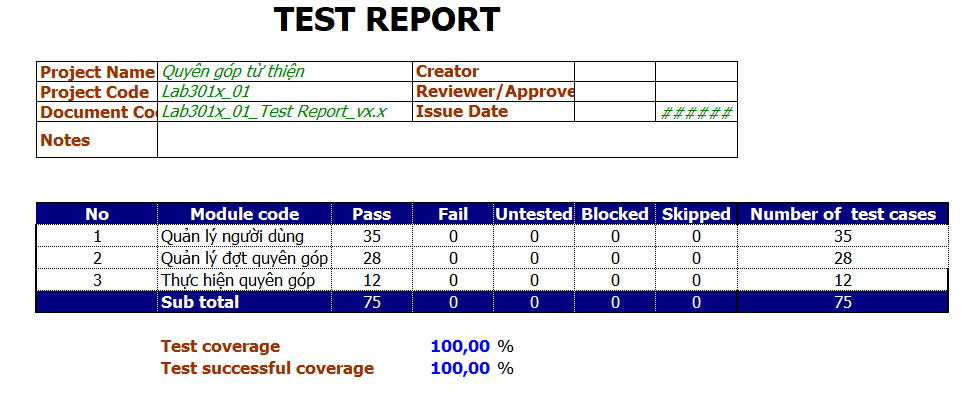 TEST REPORT
Project Name Quyên góp từ thiện Creator
Project Code Lab301x_01 Reviewer/Approve
Document Co Lab301x_01_Test Report_vx.x Issue Date ######
Notes
No Module code Pass Fail Untested Blocked Skipped Number of test cases
1 Quản lý người dùng 35 0 0 0 0 35
2 Quản lý đợt quyên góp 28 0 0 0 0 28
3 Thực hiện quyên góp 12 0 0 0 0 12
Sub total 75 0 0 0 0 75
Test coverage 100,00 %
Test successful coverage 100,00 %